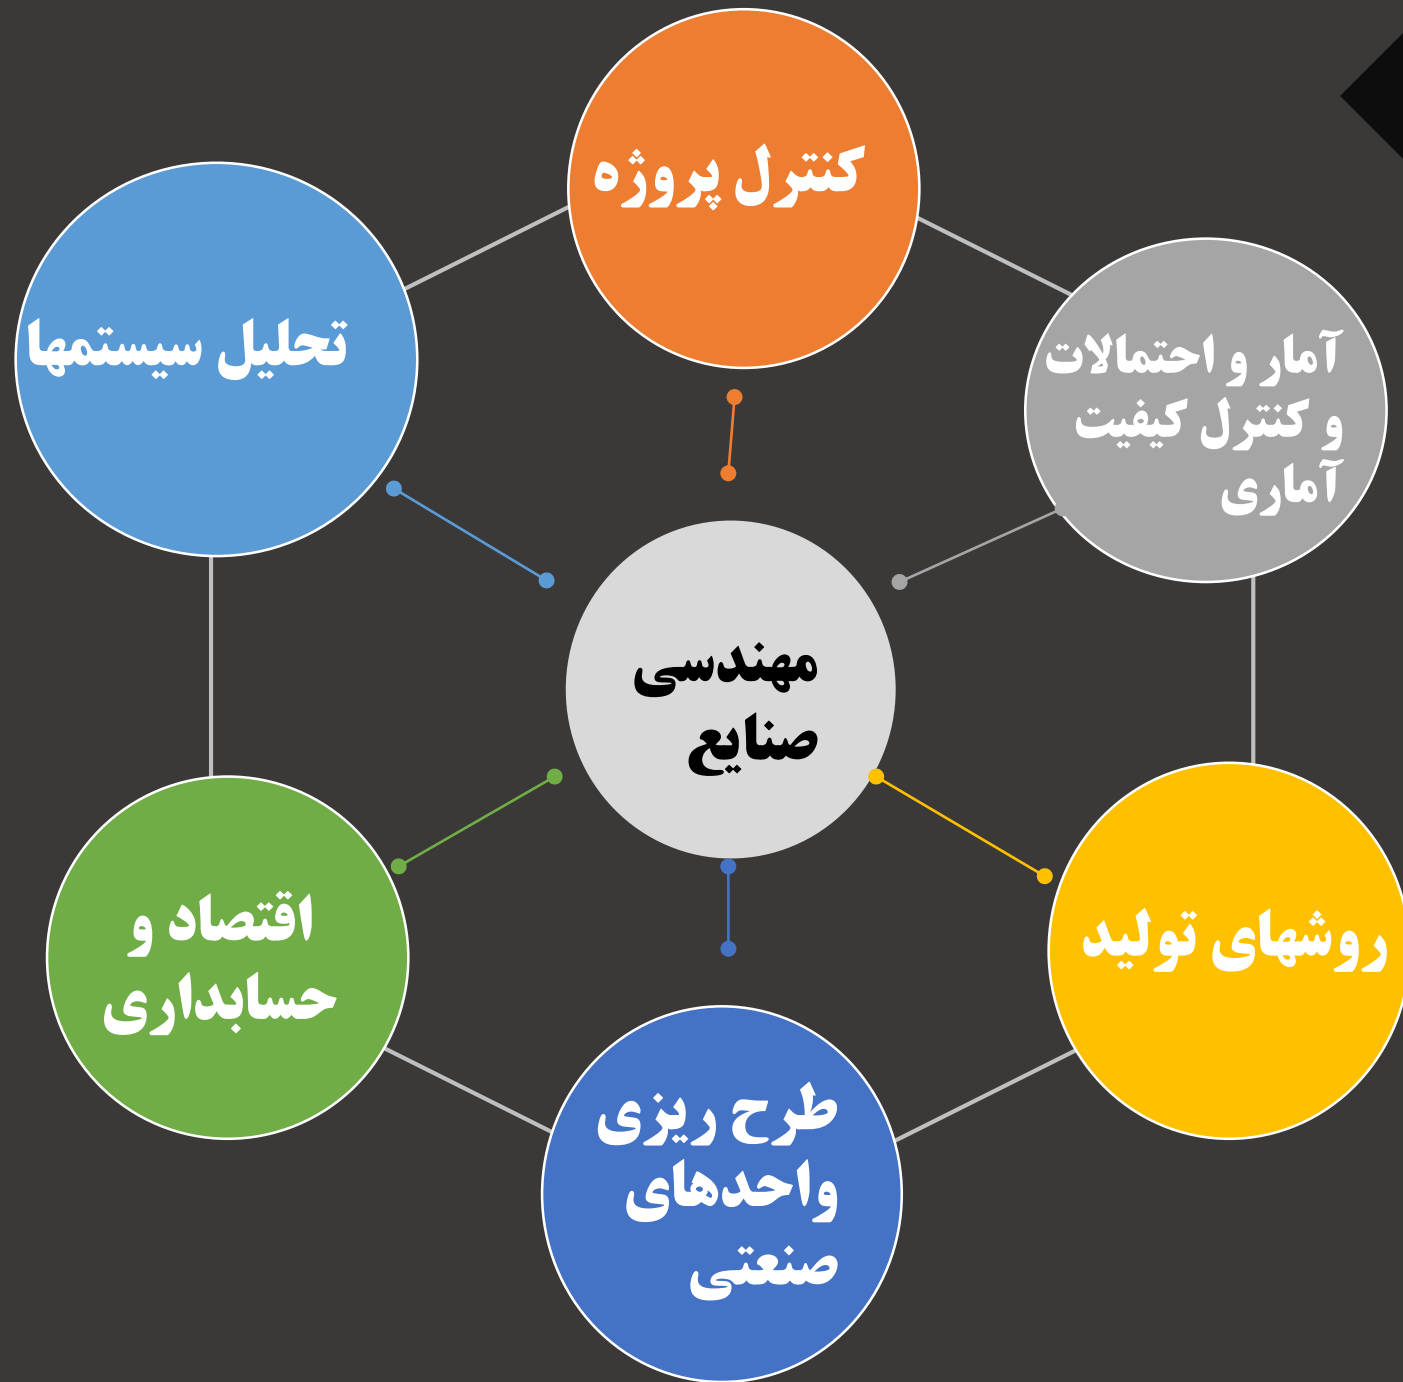 کنترل پروژه
آمار و احتمالات
و کنترل کیفیت
آماری
تحلیل سیستمها
مهندسی
صنایع
روشهای تولید
اقتصاد و
حسابداری
طرح ریزی
واحدهای
صنعتی